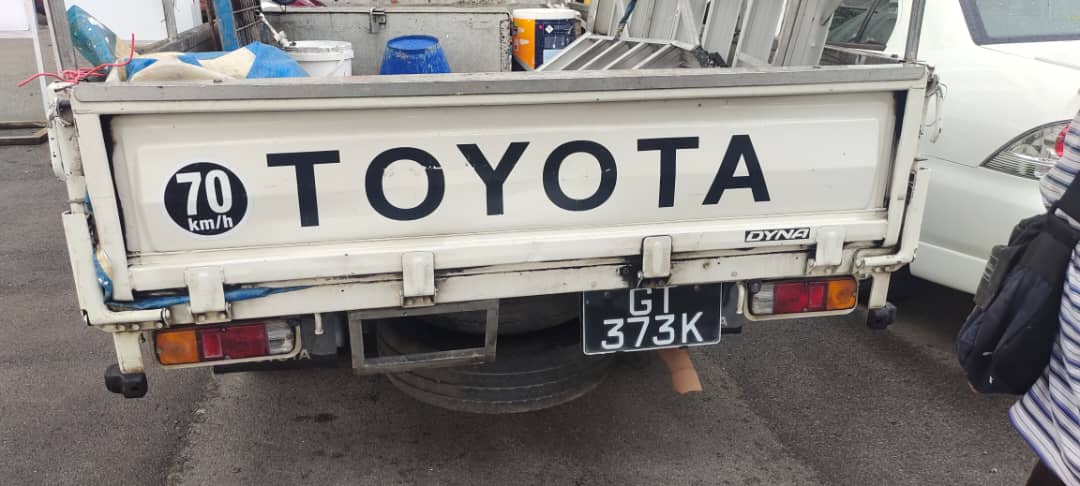 70
km/h
TOYOTA
DYNA
GT
373K